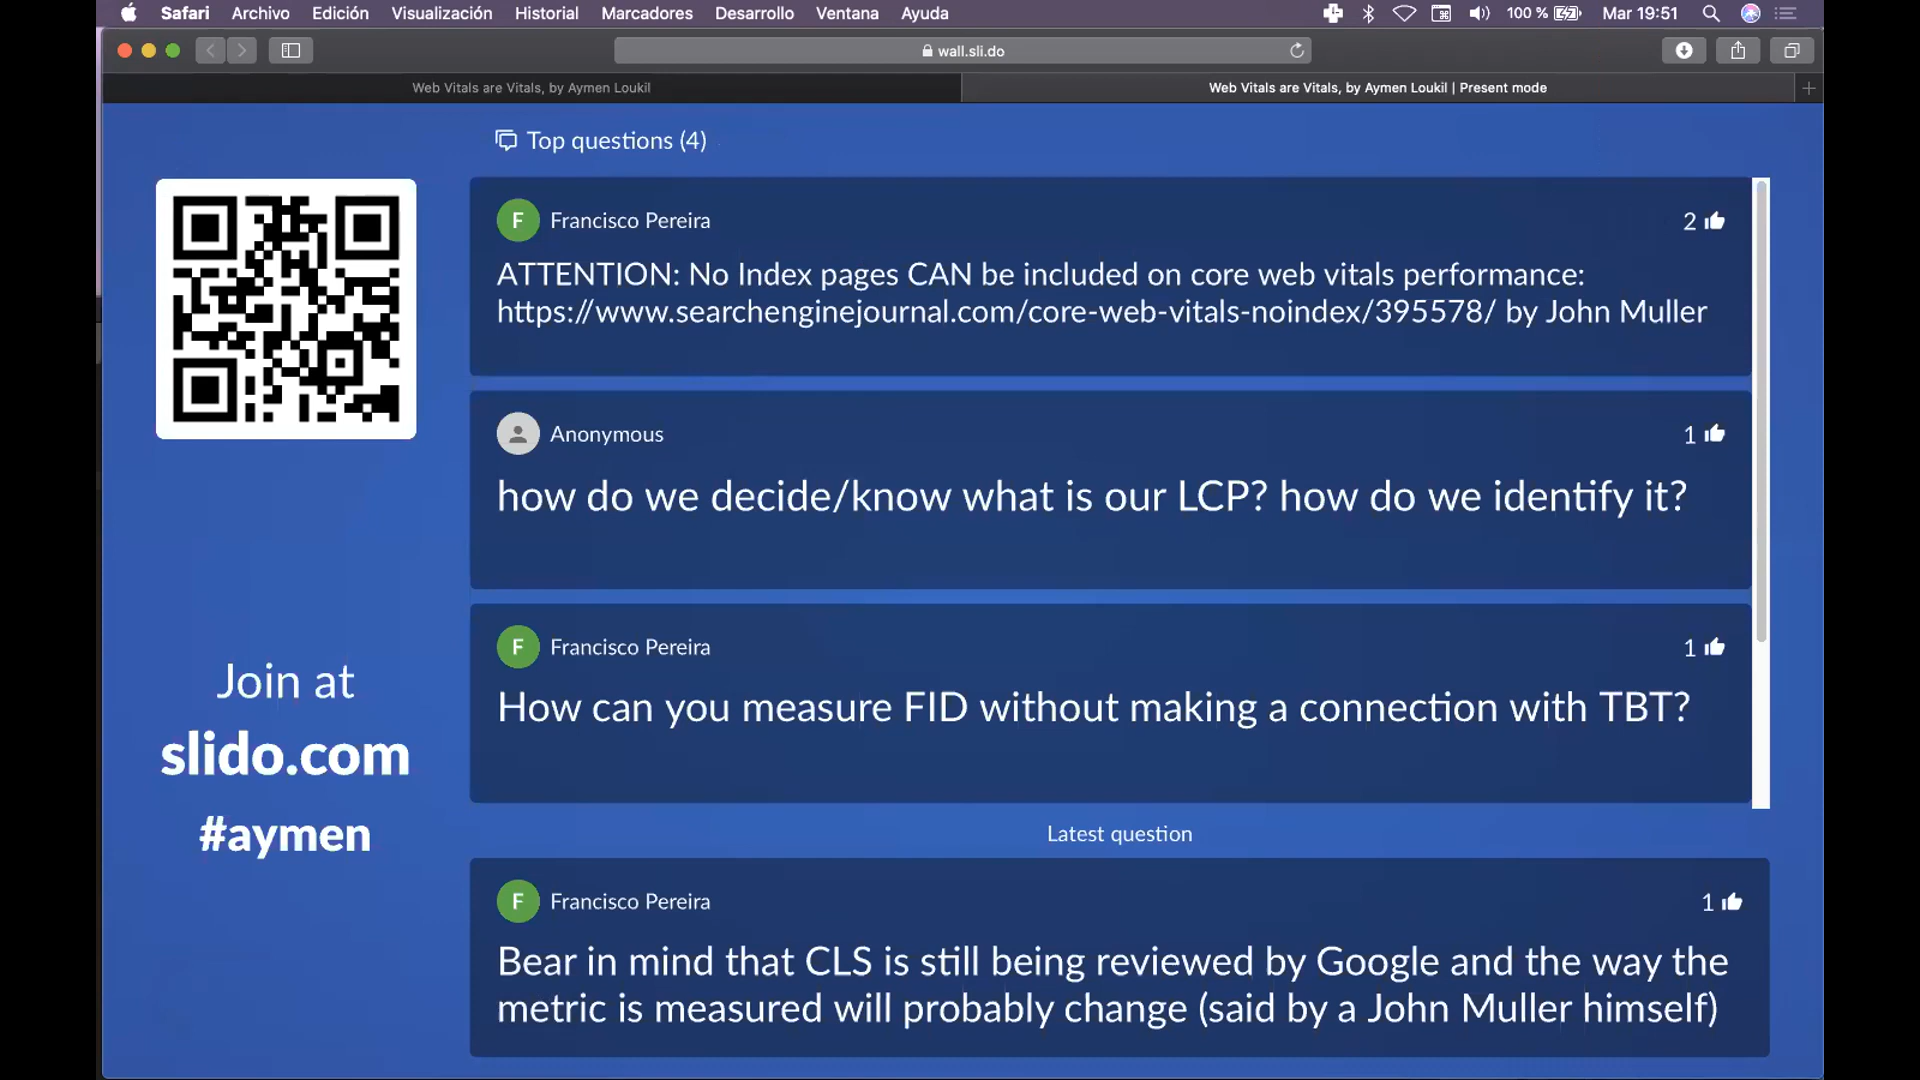 Safari Archivo Edición Visualización Historial Marcadores Desarrollo Ventana Ayuda 100 % Mar 19:51
wall.sli.do
Web Vitals are Vitals, by Aymen Loukil
Web Vitals are Vitals, by Aymen Loukil | Present mode
Top questions (4)
F Francisco Pereira 2
ATTENTION: No Index pages CAN be included on core web vitals performance:
https://www.searchenginejournal.com/core-web-vitals-noindex/395578/ by John Muller
Anonymous 1
how do we decide/know what is our LCP? how do we identify it?
F Francisco Pereira 1
How can you measure FID without making a connection with TBT?
Join at
slido.com
#aymen
Latest question
F Francisco Pereira 1
Bear in mind that CLS is still being reviewed by Google and the way the
metric is measured will probably change (said by a John Muller himself)